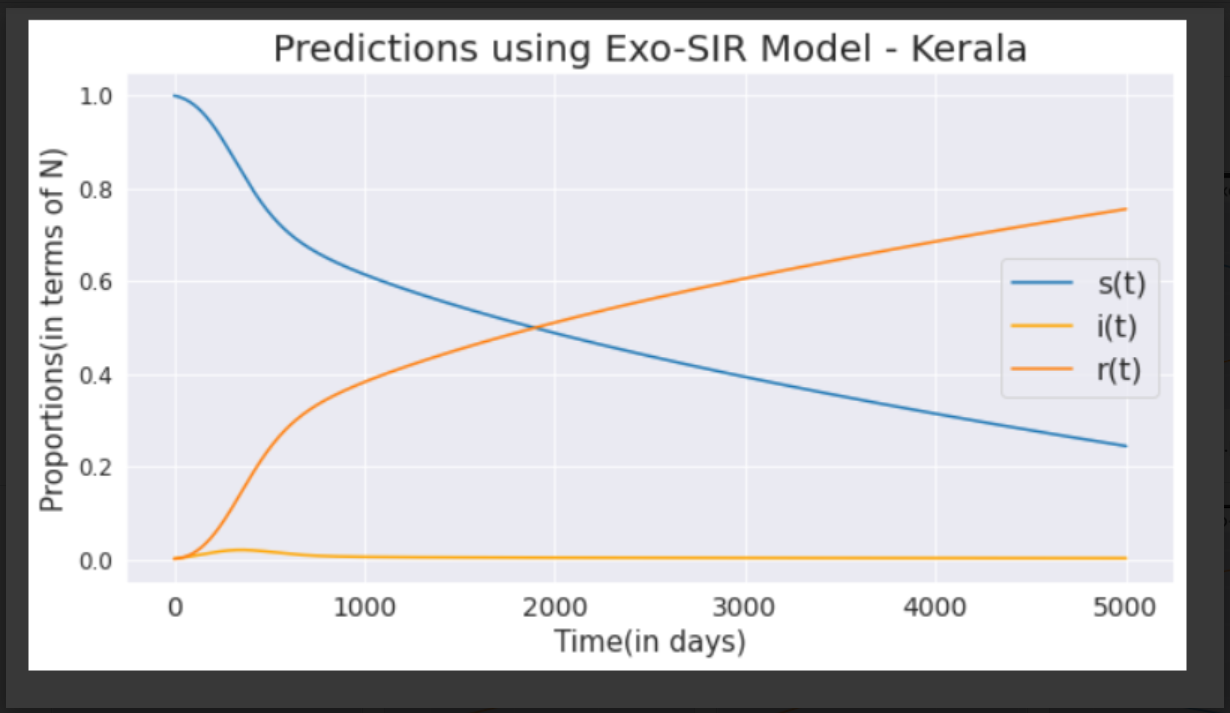 Predictions using Exo-SIR Model - Kerala
Proportions(in terms of N)
1.0
0.8
0.6
0.4
0.2
0.0
s(t)
i(t)
r(t)
0 1000 2000 3000 4000 5000
Time(in days)